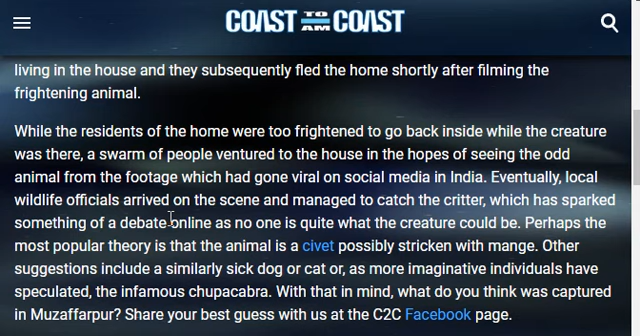 COAST TO AM COAST
living in the house and they subsequently fled the home shortly after filming the
frightening animal.
While the residents of the home were too frightened to go back inside while the creature
was there, a swarm of people ventured to the house in the hopes of seeing the odd
animal from the footage which had gone viral on social media in India. Eventually, local
wildlife officials arrived on the scene and managed to catch the critter, which has sparked
something of a debate online as no one is quite what the creature could be. Perhaps the
most popular theory is that the animal is a civet possibly stricken with mange. Other
suggestions include a similarly sick dog or cat or, as more imaginative individuals have
speculated, the infamous chupacabra. With that in mind, what do you think was captured
in Muzaffarpur? Share your best guess with us at the C2C Facebook page.